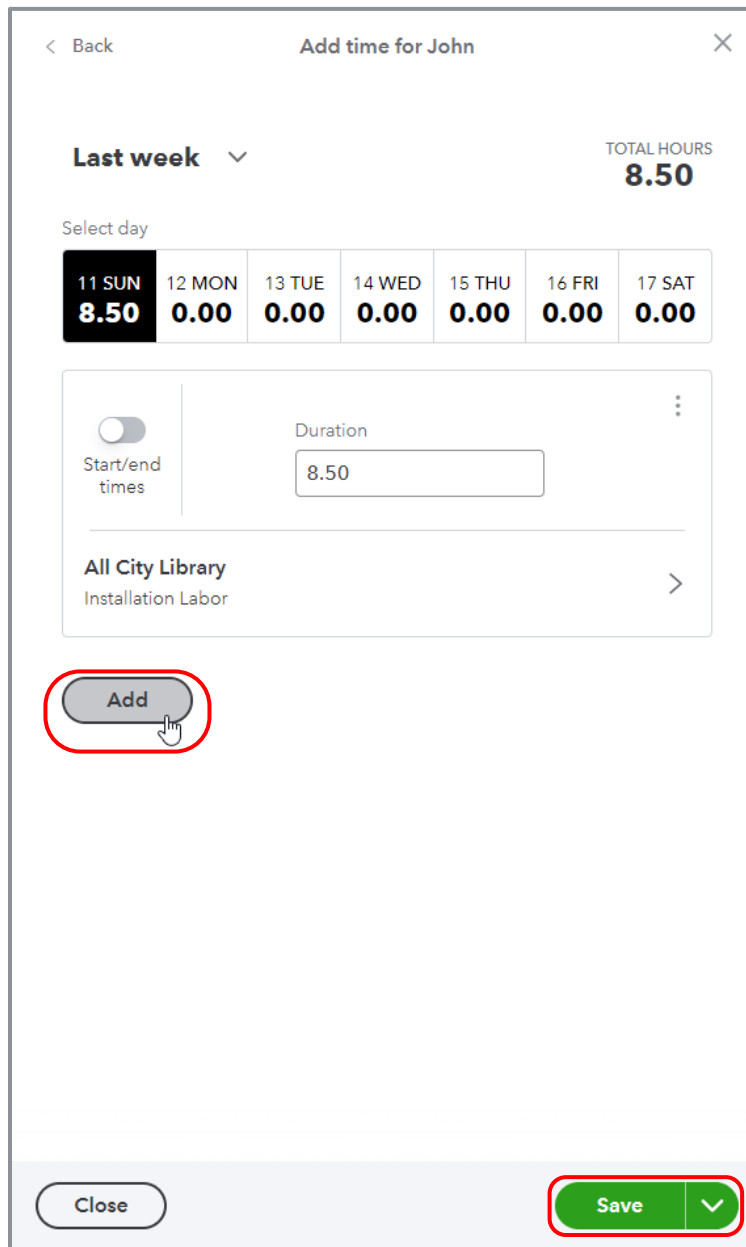 Back
Add time for John
Last week
TOTAL HOURS
8.50
Select day
11 SUN 12 MON 13 TUE 14 WED 15 THU 16 FRI 17 SAT
8.50 0.00 0.00 0.00 0.00 0.00 0.00
Start/end
times
Duration
8.50
All City Library
Installation Labor
Add
Close
Save